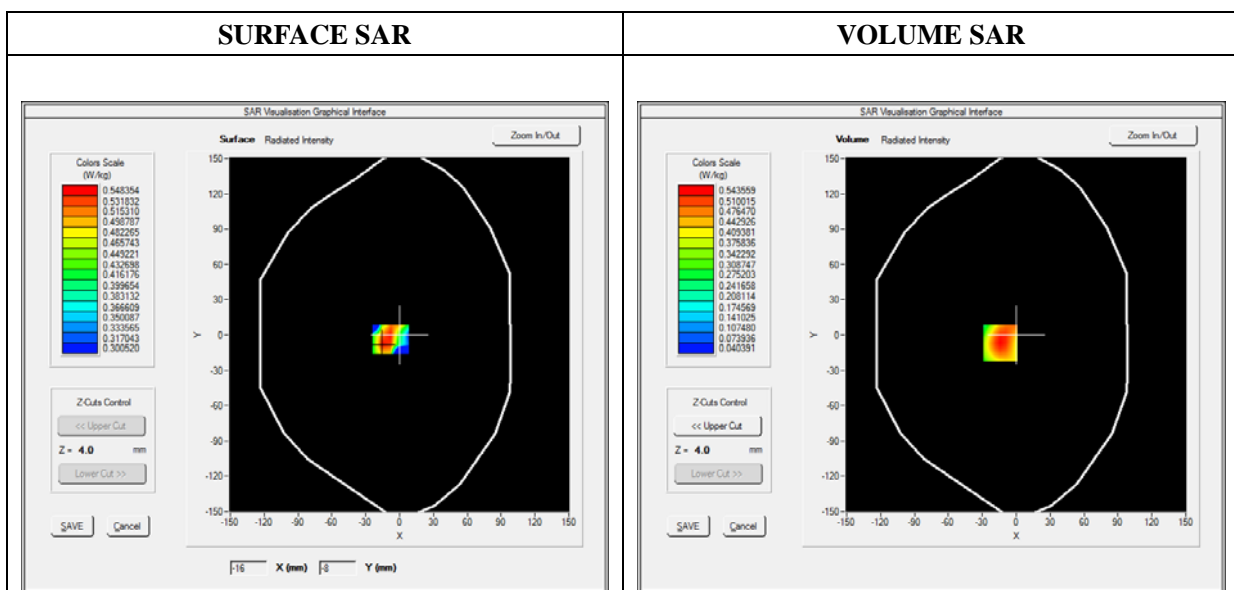 SURFACE SAR
SAR Visualisation Graphical Interface
Surface Radiated Intensity
Zoom In/Out
Colors Scale
(W/kg)
0.548354
0.531832
0.515310
0.498787
0.482265
0.465743
0.449221
0.432698
0.416176
0.399654
0.383132
0.366609
0.350087
0.333565
0.317043
0.300520
Z-Cuts Control
<< Upper Cut
Z = 4.0 mm
Lower Cut >>
SAVE Cancel
150
120
90
60
30
0
-30
-60
-90
-120
-150
Y
-150 -120 -90 -60 -30 0 30 60 90 120 150
X
-16 X (mm) -8 Y (mm)
VOLUME SAR
SAR Visualisation Graphical Interface
Volume Radiated Intensity
Zoom In/Out
Colors Scale
(W/kg)
0.543559
0.510015
0.476470
0.442926
0.409381
0.375836
0.342292
0.308747
0.275203
0.241658
0.208114
0.174569
0.141025
0.107480
0.073936
0.040391
Z-Cuts Control
<< Upper Cut
Z = 4.0 mm
Lower Cut >>
SAVE Cancel
150
120
90
60
30
0
-30
-60
-90
-120
-150
Y
-150 -120 -90 -60 -30 0 30 60 90 120 150
X